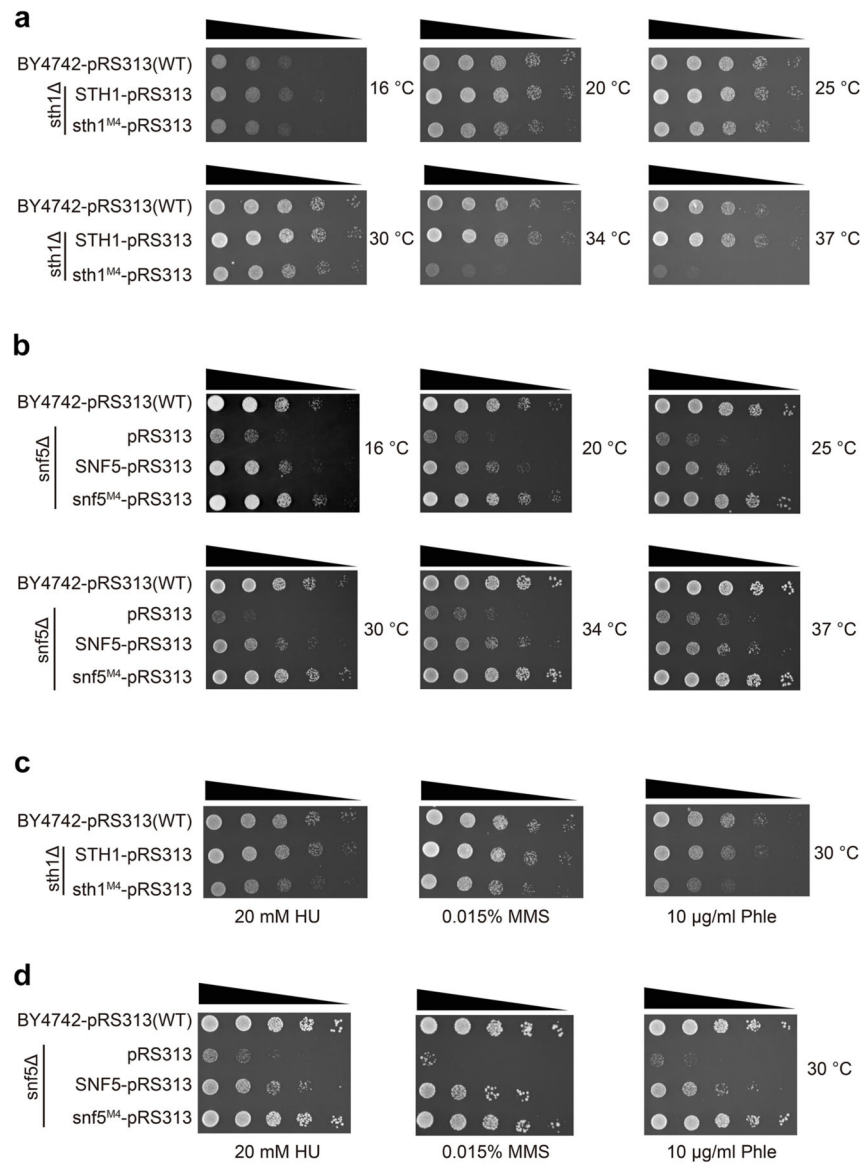 a
BY4742-pRS313(WT)
sth1Δ
STH1-pRS313
sth1M4-pRS313
16 °C
20 °C
25 °C
BY4742-pRS313(WT)
sth1Δ
STH1-pRS313
sth1M4-pRS313
30 °C
34 °C
37 °C
b
BY4742-pRS313(WT)
snf5Δ
pRS313
SNF5-pRS313
snf5M4-pRS313
16 °C
20 °C
25 °C
BY4742-pRS313(WT)
snf5Δ
pRS313
SNF5-pRS313
snf5M4-pRS313
30 °C
34 °C
37 °C
c
BY4742-pRS313(WT)
sth1Δ
STH1-pRS313
sth1M4-pRS313
30 °C
20 mM HU
0.015% MMS
10 µg/ml Phle
d
BY4742-pRS313(WT)
snf5Δ
pRS313
SNF5-pRS313
snf5M4-pRS313
30 °C
20 mM HU
0.015% MMS
10 µg/ml Phle